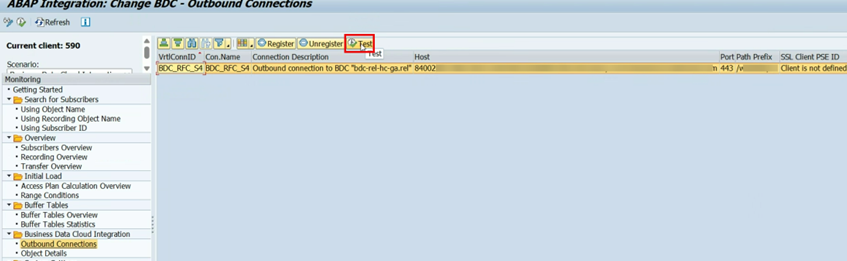 ABAP Integration: Change BDC - Outbound Connections
Refresh
Current client: 590
Scenario:
Monitoring
Getting Started
Search for Subscribers
Using Object Name
Using Recording Object Name
Using Subscriber ID
Overview
Subscribers Overview
Recording Overview
Transfer Overview
Initial Load
Access Plan Calculation Overview
Range Conditions
Buffer Tables
Buffer Tables Overview
Buffer Tables Statistics
Business Data Cloud Integration
Outbound Connections
Object Details
Register Unregister Test
Test
VrtlConnID Con.Name Connection Description Host Port Path Prefix SSL Client PSE ID
BDC_RFC_S4 BDC_RFC_S4 Outbound connection to BDC "bdc-rel-hc-ga.rel" 84002 443 Client is not defined